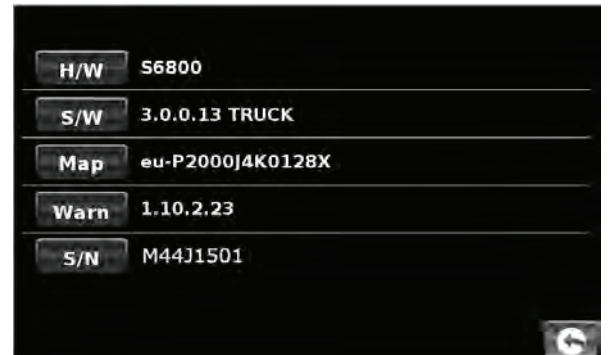 H/W S6800
S/W 3.0.0.13 TRUCK
Map eu-P2000J4K0128X
Warn 1.10.2.23
S/N M44J1501